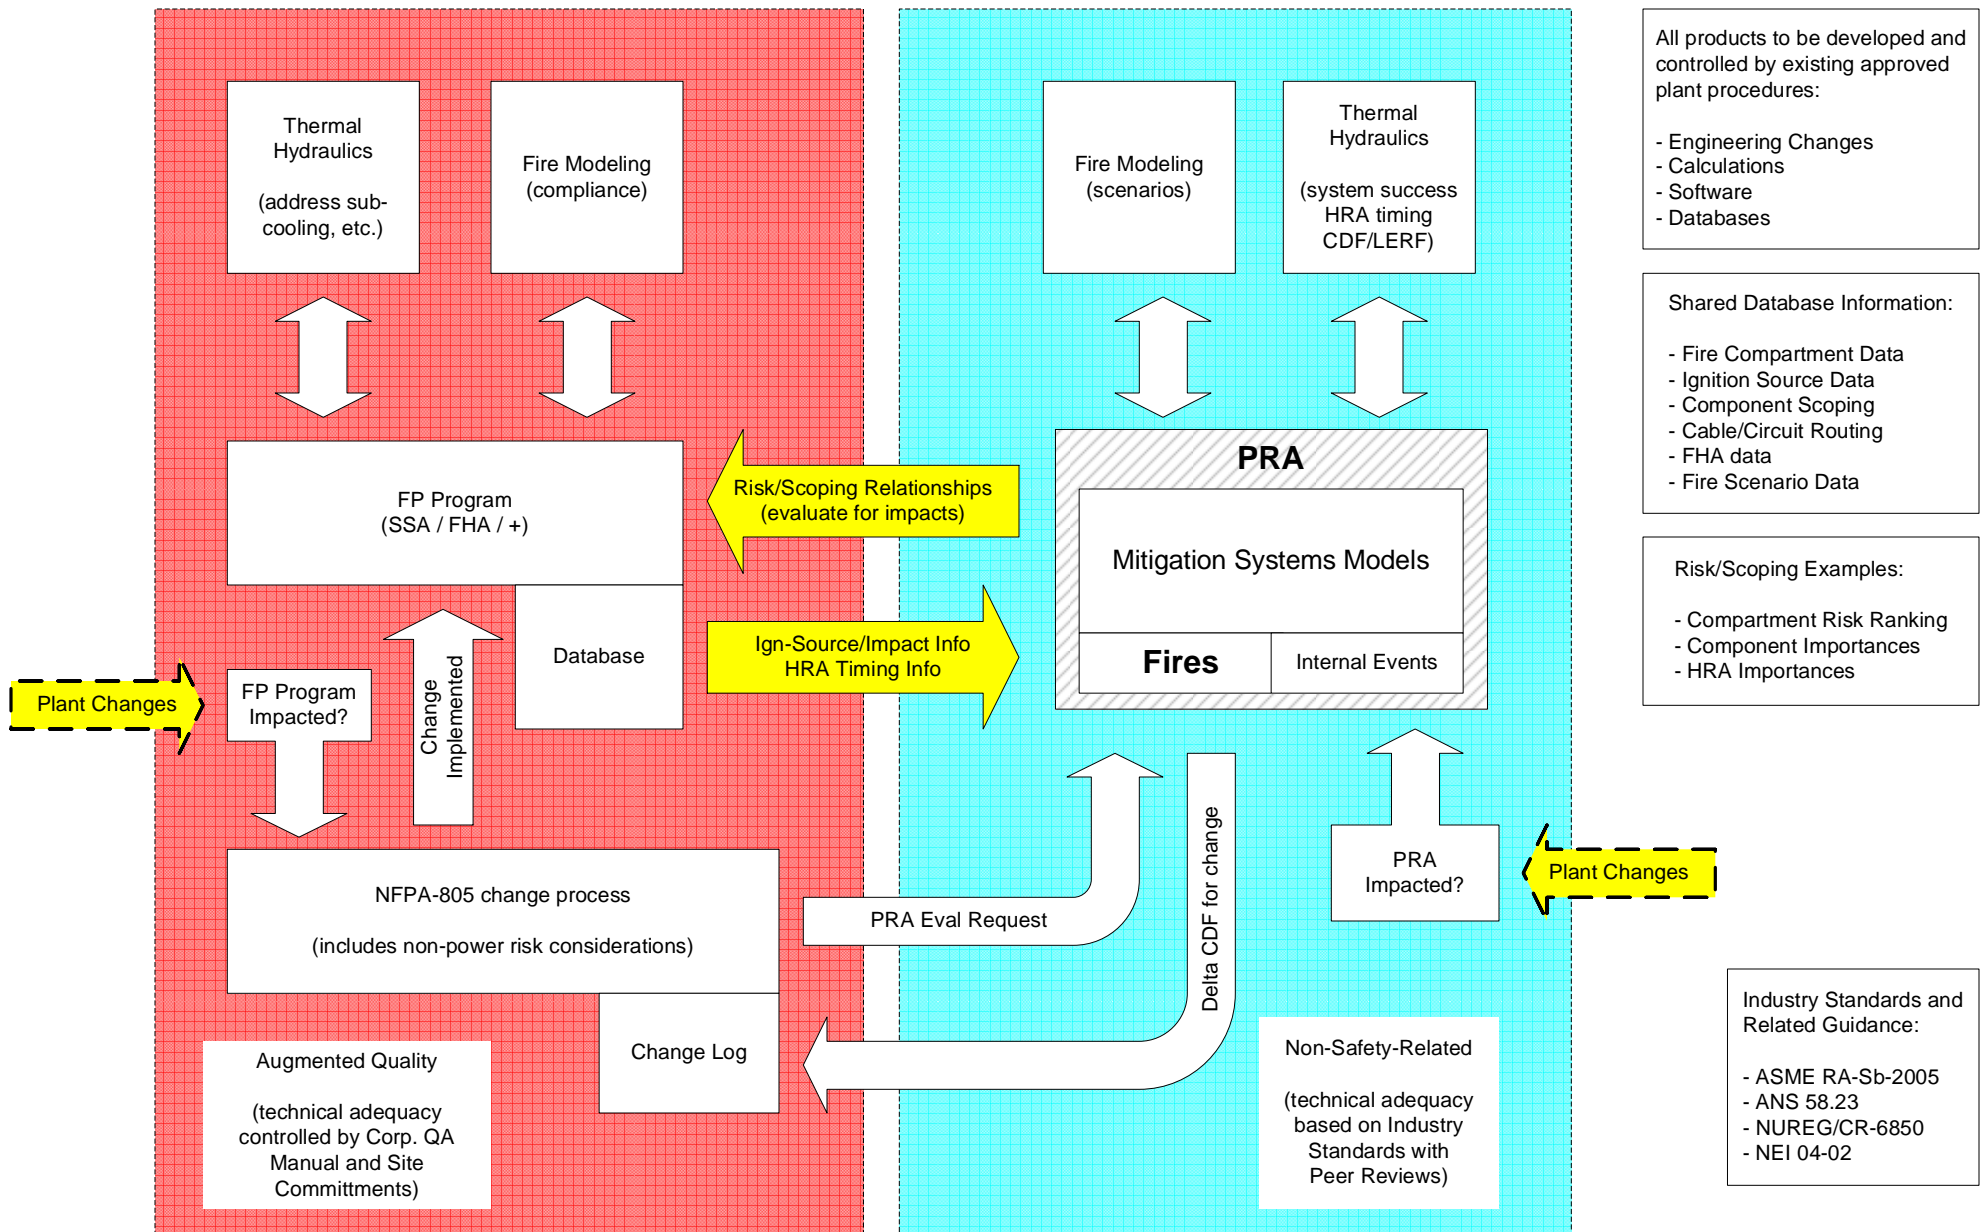 Thermal
Hydraulics
(address sub-
cooling, etc.)
Fire Modeling
(compliance)
Fire Modeling
(scenarios)
Thermal
Hydraulics
(system success
HRA timing
CDF/LERF)
All products to be developed and
controlled by existing approved
plant procedures:
- Engineering Changes
- Calculations
- Software
- Databases
Shared Database Information:
- Fire Compartment Data
- Ignition Source Data
- Component Scoping
- Cable/Circuit Routing
- FHA data
- Fire Scenario Data
FP Program
(SSA / FHA / +)
Database
Risk/Scoping Relationships
(evaluate for impacts)
Ign-Source/Impact Info
HRA Timing Info
PRA
Mitigation Systems Models
Fires
Internal Events
Risk/Scoping Examples:
- Compartment Risk Ranking
- Component Importances
- HRA Importances
Plant Changes
FP Program
Impacted?
Change
Implemented
NFPA-805 change process
(includes non-power risk considerations)
Change Log
PRA Eval Request
Delta CDF for change
PRA
Impacted?
Plant Changes
Augmented Quality
(technical adequacy
controlled by Corp. QA
Manual and Site
Committments)
Non-Safety-Related
(technical adequacy
based on Industry
Standards with
Peer Reviews)
Industry Standards and
Related Guidance:
- ASME RA-Sb-2005
- ANS 58.23
- NUREG/CR-6850
- NEI 04-02